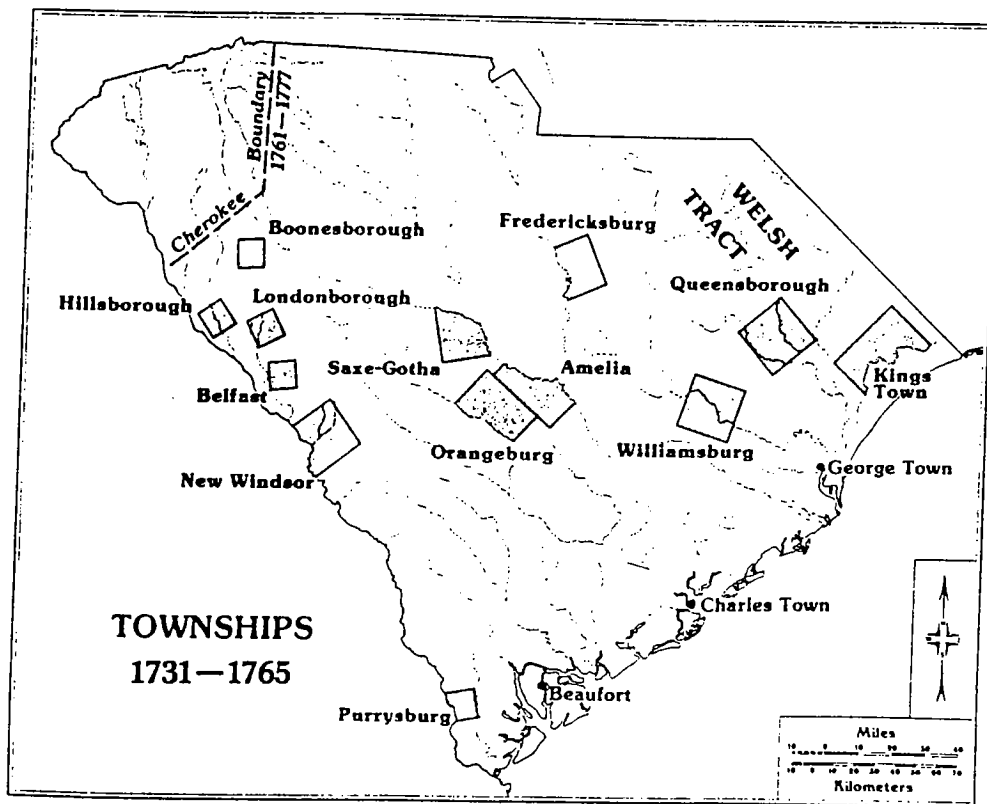 Boundary
1761—1777
Cherokee
Boonesborough
Fredericksburg
WELSH
TRACT
Queensborough
Hillsborough
Londonborough
Saxe-Gotha
Amelia
Kings
Town
Belfast
Orangeburg
Williamsburg
New Windsor
George Town
Charles Town
TOWNSHIPS
1731—1765
Beaufort
Purrysburg
Miles
Kilometers